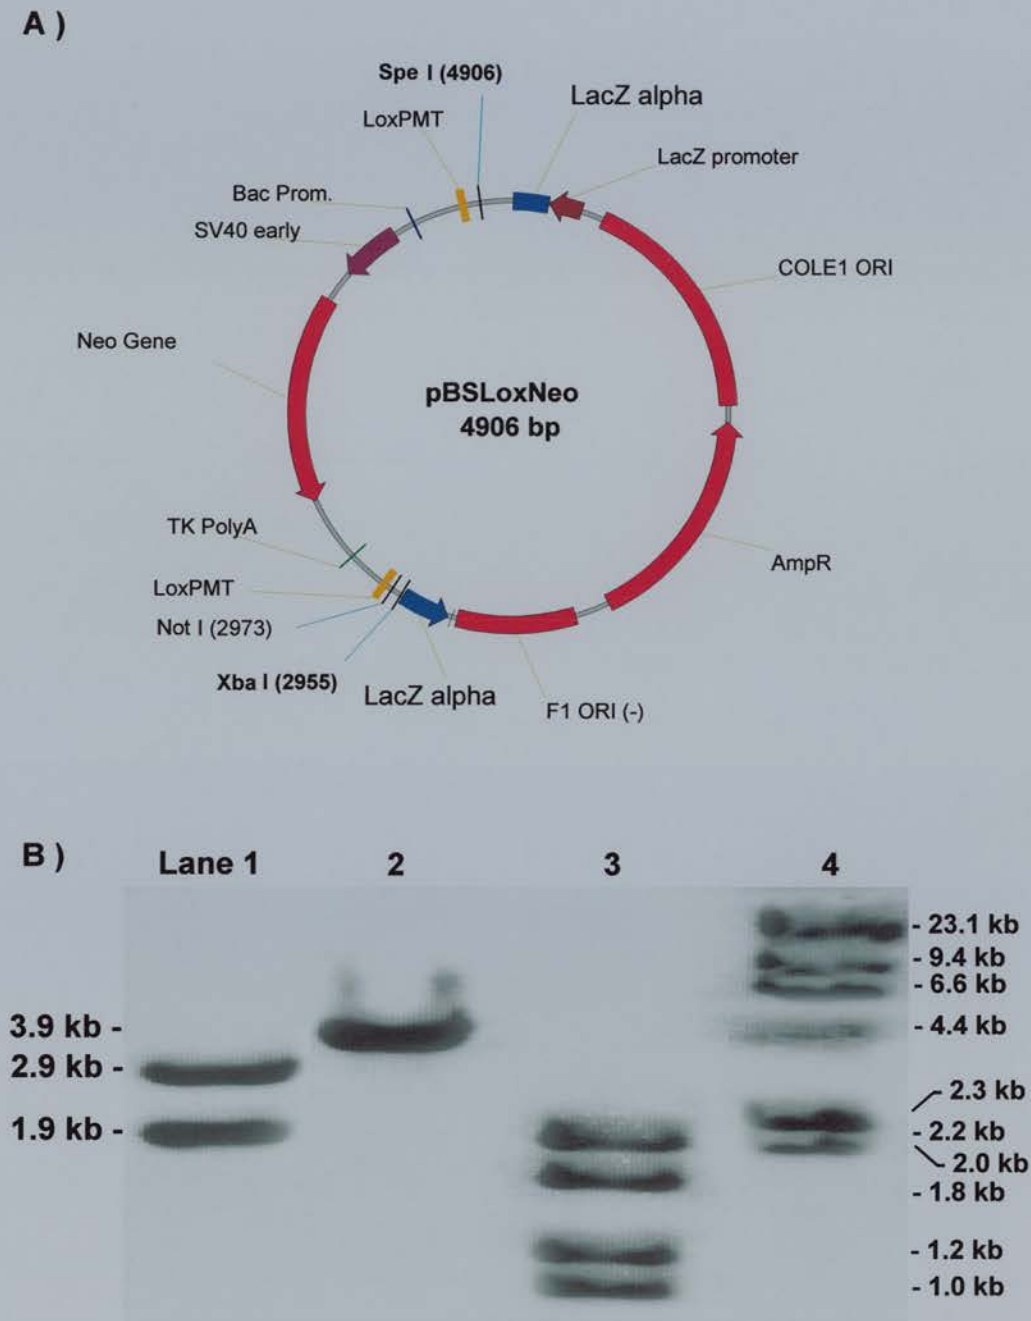 A )
Spe I (4906)
LacZ alpha
LoxPMT
LacZ promoter
Bac Prom.
SV40 early
COLE1 ORI
Neo Gene
pBSLoxNeo
4906 bp
TK PolyA
AmpR
LoxPMT
Not I (2973)
Xba I (2955)
LacZ alpha
F1 ORI (-)
B )
Lane 1 2 3 4
- 23.1 kb
- 9.4 kb
- 6.6 kb
3.9 kb -
- 4.4 kb
2.9 kb -
2.3 kb
1.9 kb -
- 2.2 kb
2.0 kb
- 1.8 kb
- 1.2 kb
- 1.0 kb